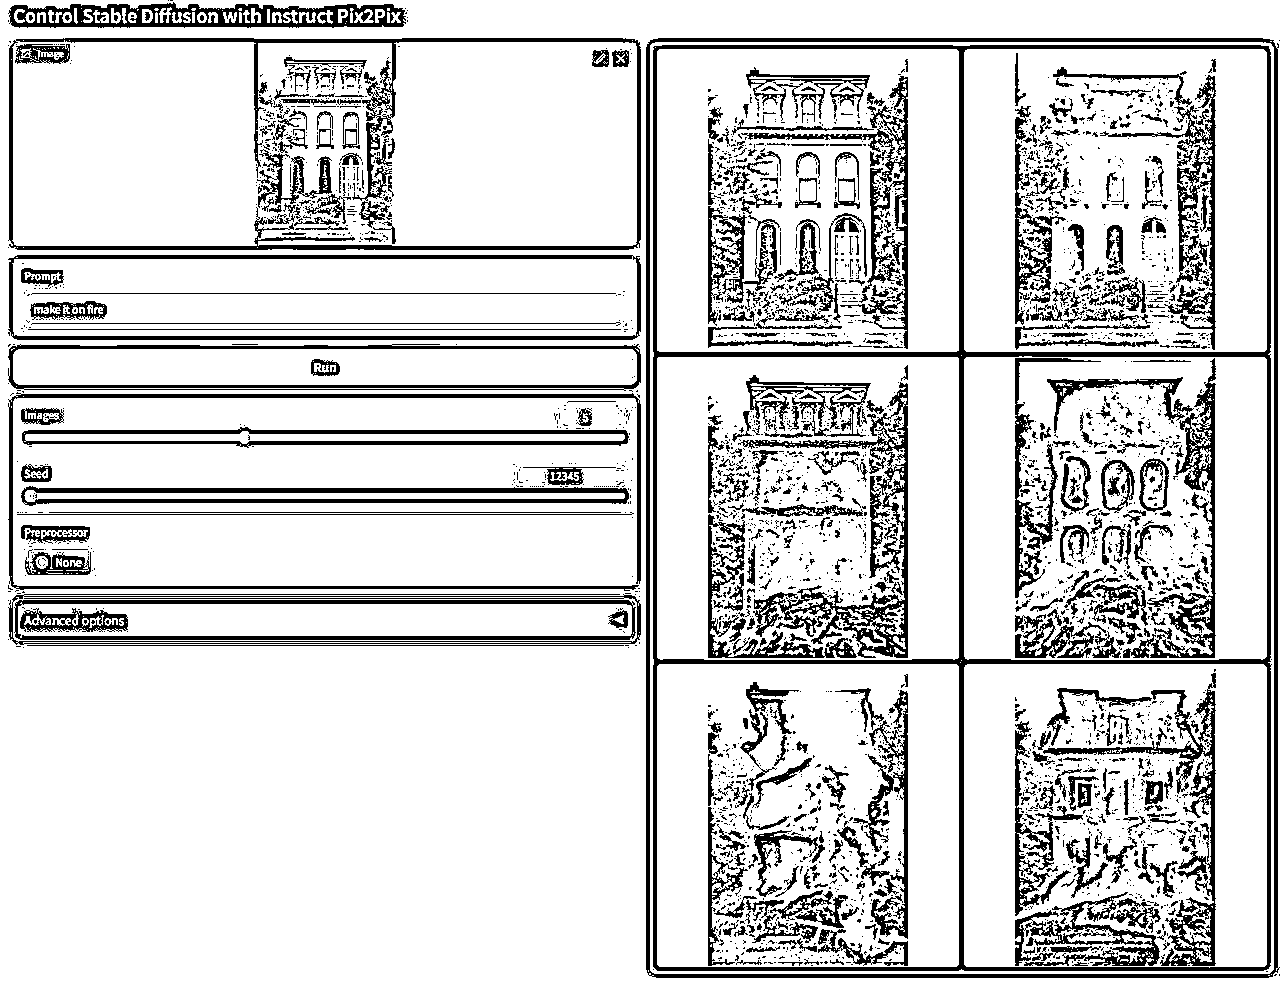 Control Stable Diffusion with Instruct Pix2Pix
Image
Prompt
make it on fire
Run
Images
Seed
12345
Preprocessor
None
Advanced options